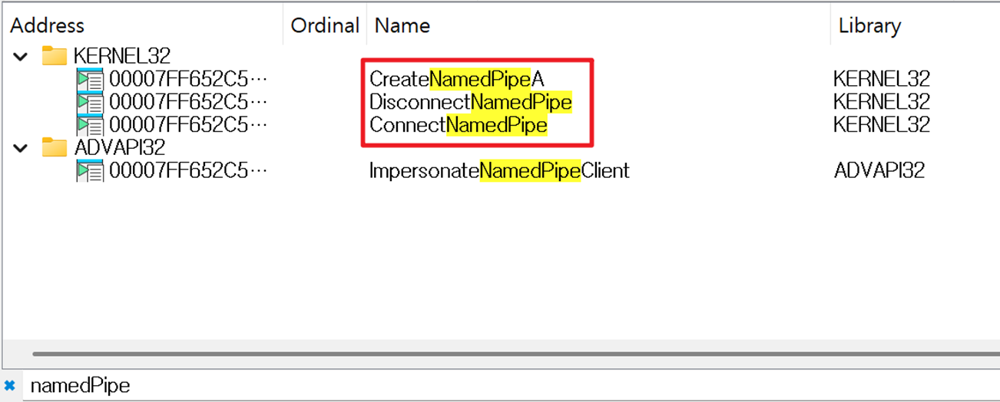 Address Ordinal Name Library
KERNEL32
00007FF652C5… CreateNamedPipeA KERNEL32
00007FF652C5… DisconnectNamedPipe KERNEL32
00007FF652C5… ConnectNamedPipe KERNEL32
ADVAPI32
00007FF652C5… ImpersonateNamedPipeClient ADVAPI32
namedPipe